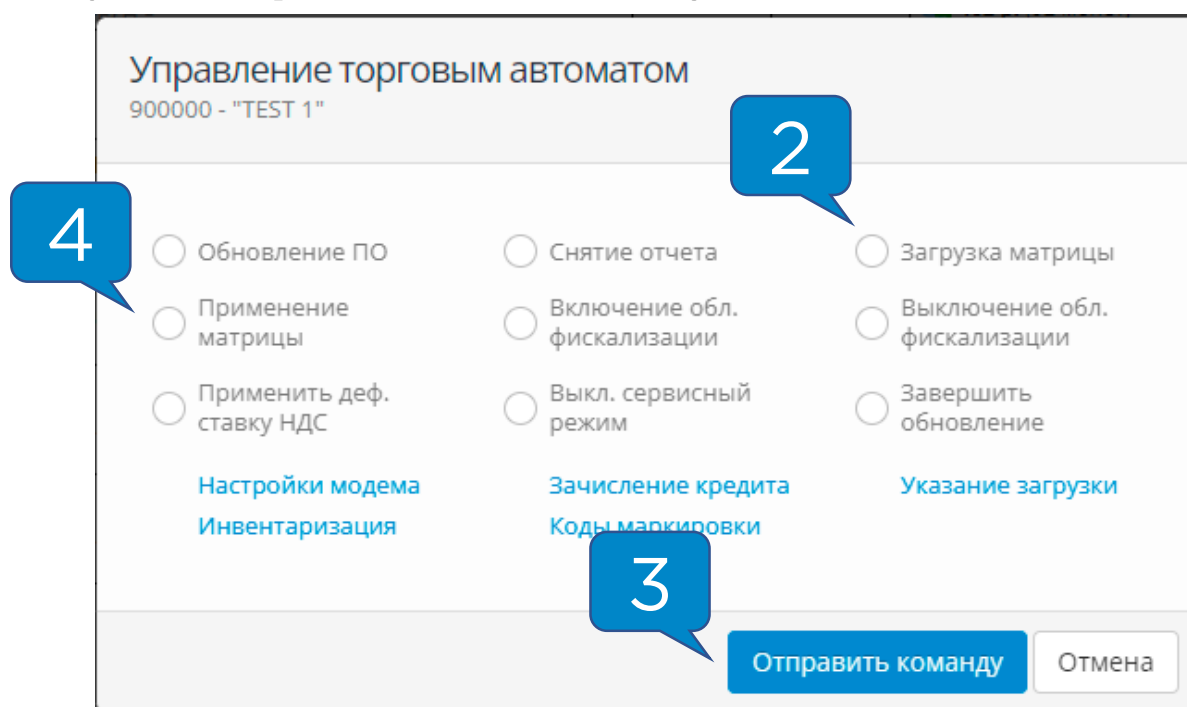 Управление торговым автоматом
900000 - "TEST 1"
2
4
Обновление ПО
Снятие отчета
Загрузка матрицы
Применение
матрицы
Включение обл.
фискализации
Выключение обл.
фискализации
Применить деф.
ставку НДС
Выкл. сервисный
режим
Завершить
обновление
Настройки модема
Зачисление кредита
Указание загрузки
Инвентаризация
Коды маркировки
3
Отправить команду
Отмена